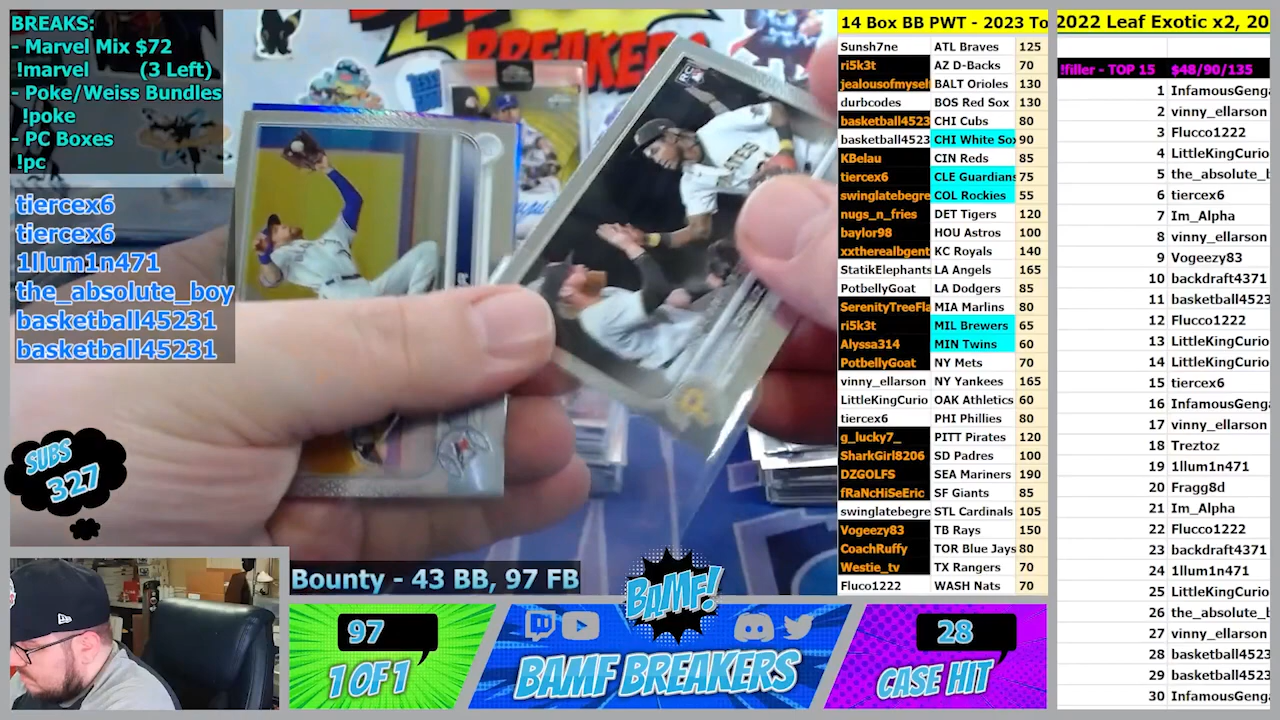 BREAKS:
- Marvel Mix $72
!marvel (3 Left)
- Poke/Weiss Bundles
!poke
- PC Boxes
!pc
tiercex6
tiercex6
1llum1n471
the_absolute_boy
basketball45231
basketball45231
SUBS
327
BREAKERS
RC
Bounty - 43 BB, 97 FB
BAMF!
97
1 OF 1
BAMF BREAKERS
28
CASE HIT
14 Box BB PWT - 2023 To
Sunsh7ne ATL Braves 125
ri5k3t AZ D-Backs 70
jealousofmysel BALT Orioles 130
durbcodes BOS Red Sox 130
basketball4523 CHI Cubs 80
basketball4523 CHI White Sox 90
KBelau CIN Reds 85
tiercex6 CLE Guardians 75
swinglatebegre COL Rockies 55
nugs_n_fries DET Tigers 120
baylor98 HOU Astros 100
xxtherealbgent KC Royals 140
StatikElephants LA Angels 165
PotbellyGoat LA Dodgers 85
SerenityTreeFla MIA Marlins 80
ri5k3t MIL Brewers 65
Alyssa314 MIN Twins 60
PotbellyGoat NY Mets 70
vinny_ellarson NY Yankees 165
LittleKingCurio OAK Athletics 60
tiercex6 PHI Phillies 80
g_lucky7_ PITT Pirates 120
SharkGirl8206 SD Padres 100
DZGOLFS SEA Mariners 190
fRaNcHiSeEric SF Giants 85
swinglatebegre STL Cardinals 105
Vogeezy83 TB Rays 150
CoachRuffy TOR Blue Jays 80
Westie_tv TX Rangers 70
Fluco1222 WASH Nats 70
2022 Leaf Exotic x2, 20
!filler - TOP 15 $48/90/135
1 InfamousGenga
2 vinny_ellarson
3 Flucco1222
4 LittleKingCurio
5 the_absolute_b
6 tiercex6
7 Im_Alpha
8 vinny_ellarson
9 Vogeezy83
10 backdraft4371
11 basketball4523
12 Flucco1222
13 LittleKingCurio
14 LittleKingCurio
15 tiercex6
16 InfamousGenga
17 vinny_ellarson
18 Treztoz
19 1llum1n471
20 Fragg8d
21 Im_Alpha
22 Flucco1222
23 backdraft4371
24 1llum1n471
25 LittleKingCurio
26 the_absolute_b
27 vinny_ellarson
28 basketball4523
29 basketball4523
30 InfamousGenga